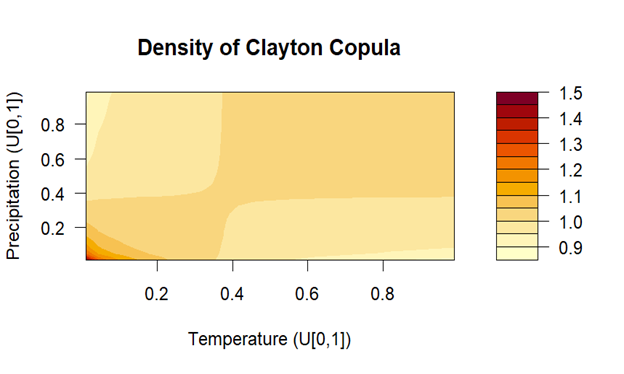 Density of Clayton Copula
Precipitation (U[0,1])
0.8
0.6
0.4
0.2
0.2 0.4 0.6 0.8
Temperature (U[0,1])
1.5
1.4
1.3
1.2
1.1
1.0
0.9